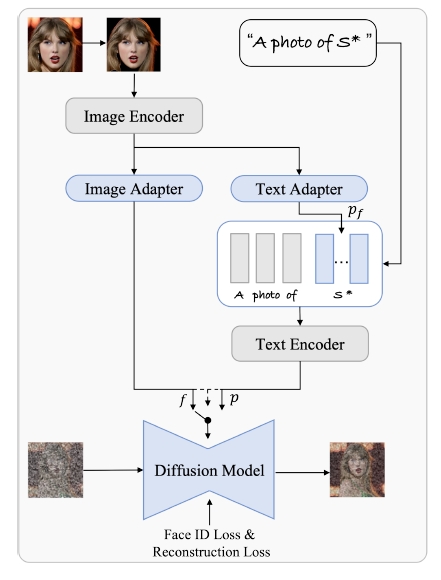 “A photo of S* ”
Image Encoder
Image Adapter
Text Adapter
p_f
...
A photo of S*
Text Encoder
f
p
Diffusion Model
Face ID Loss &
Reconstruction Loss